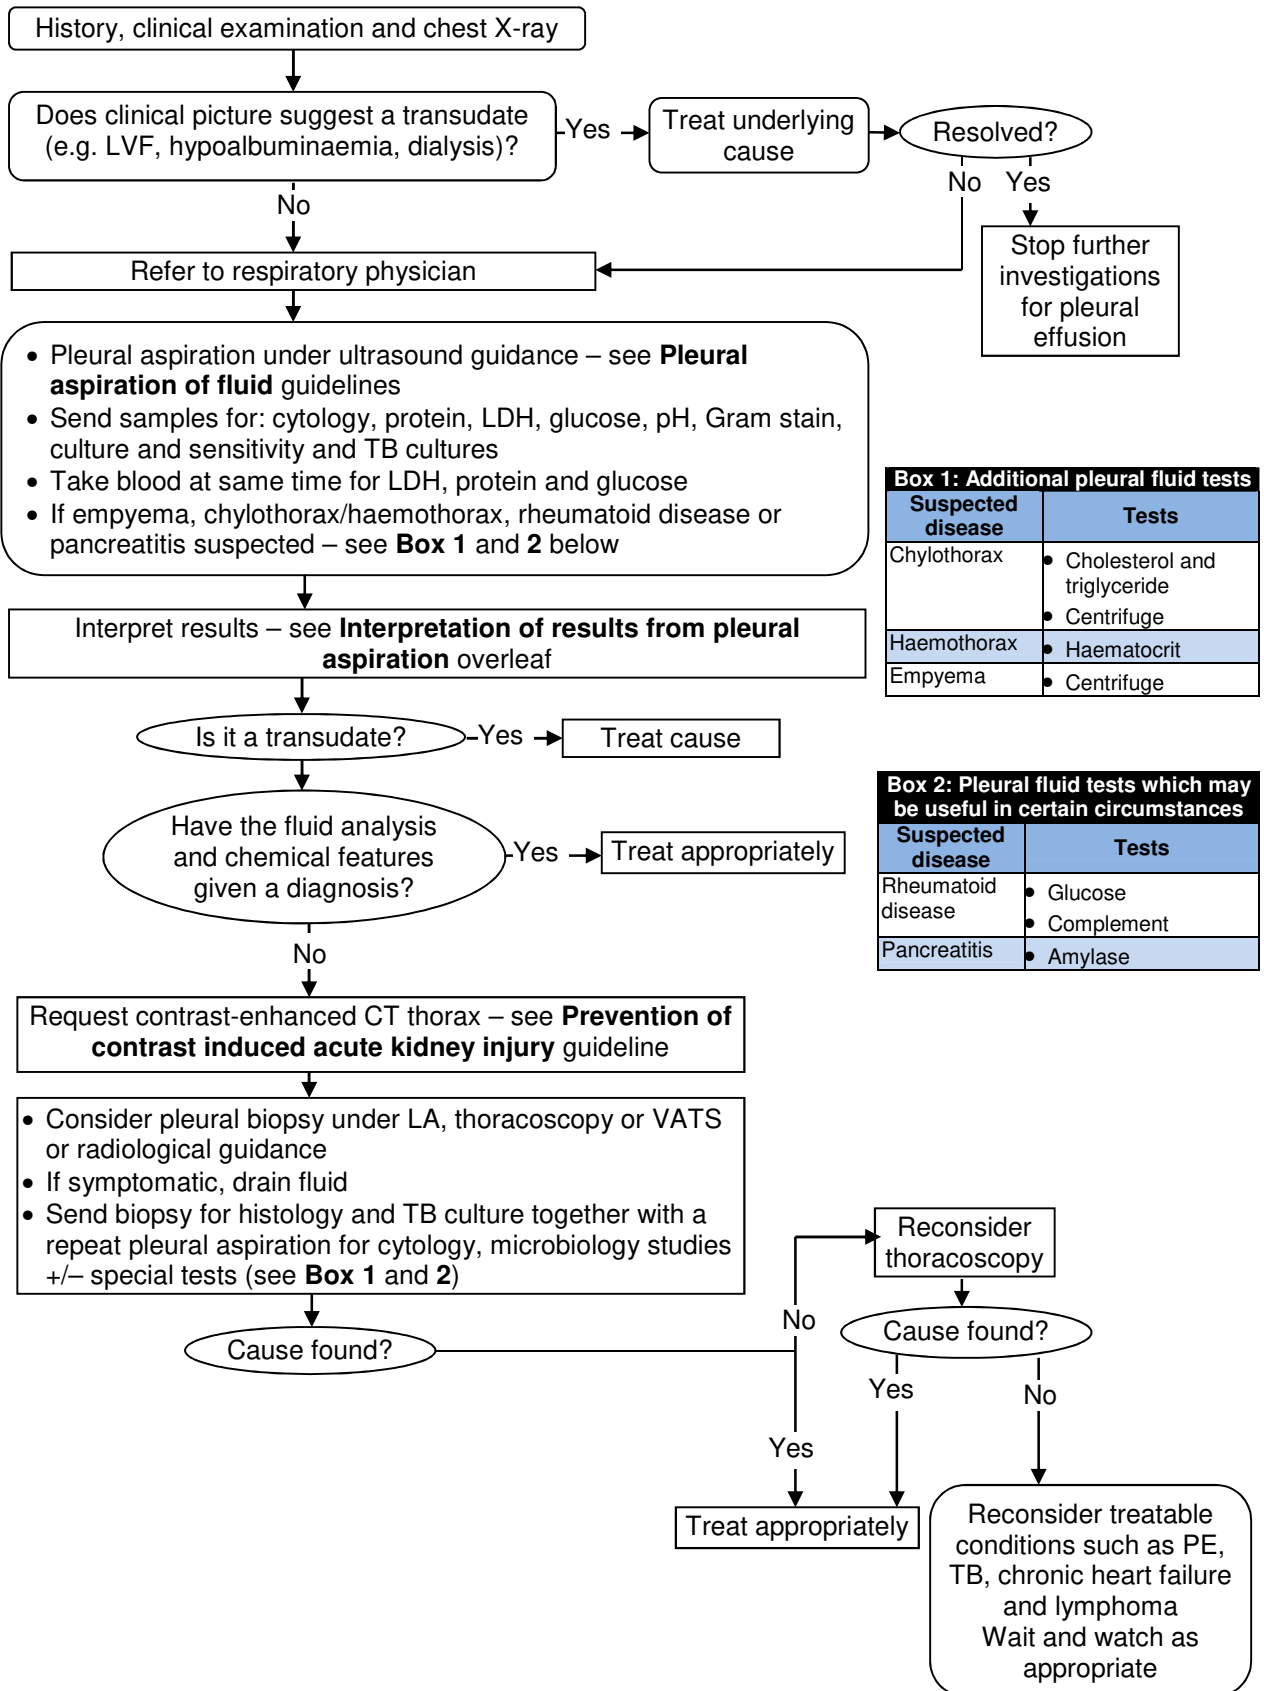 History, clinical examination and chest X-ray
Does clinical picture suggest a transudate
(e.g. LVF, hypoalbuminaemia, dialysis)?
Yes
Treat underlying
cause
Resolved?
No
Yes
No
Stop further
investigations
for pleural
effusion
Refer to respiratory physician
• Pleural aspiration under ultrasound guidance – see Pleural
aspiration of fluid guidelines
• Send samples for: cytology, protein, LDH, glucose, pH, Gram stain,
culture and sensitivity and TB cultures
• Take blood at same time for LDH, protein and glucose
• If empyema, chylothorax/haemothorax, rheumatoid disease or
pancreatitis suspected – see Box 1 and 2 below
Box 1: Additional pleural fluid tests
Suspected
disease
Tests
Chylothorax
• Cholesterol and
triglyceride
• Centrifuge
Haemothorax
• Haematocrit
Empyema
• Centrifuge
Interpret results – see Interpretation of results from pleural
aspiration overleaf
Is it a transudate?
Yes
Treat cause
Box 2: Pleural fluid tests which may
be useful in certain circumstances
Suspected
disease
Tests
Rheumatoid
disease
• Glucose
• Complement
Pancreatitis
• Amylase
Have the fluid analysis
and chemical features
given a diagnosis?
Yes
Treat appropriately
No
Request contrast-enhanced CT thorax – see Prevention of
contrast induced acute kidney injury guideline
• Consider pleural biopsy under LA, thoracoscopy or VATS
or radiological guidance
• If symptomatic, drain fluid
• Send biopsy for histology and TB culture together with a
repeat pleural aspiration for cytology, microbiology studies
+/– special tests (see Box 1 and 2)
Cause found?
No
Reconsider
thoracoscopy
Cause found?
Yes
Yes
No
Treat appropriately
Reconsider treatable
conditions such as PE,
TB, chronic heart failure
and lymphoma
Wait and watch as
appropriate